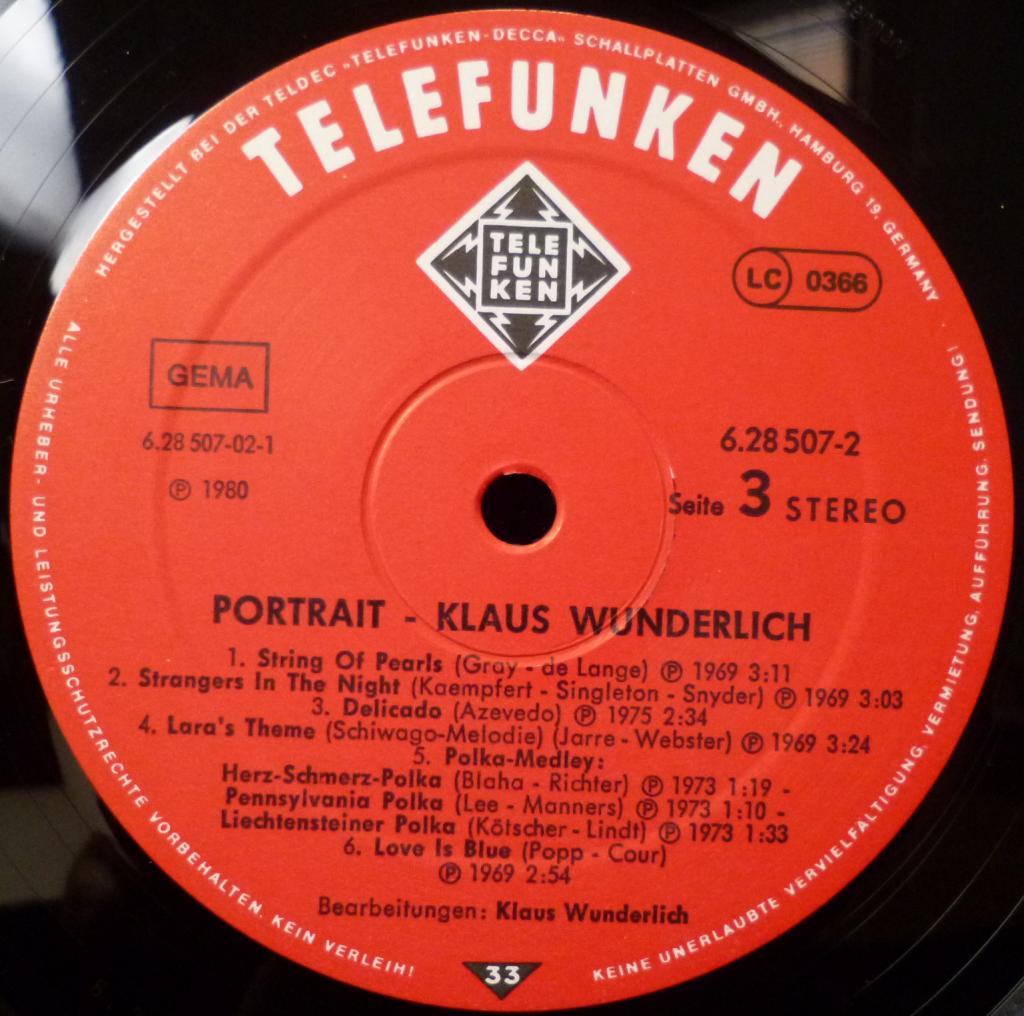 HERGESTELLT BEI DER TELDEC »TELEFUNKEN-DECCA« SCHALLPLATTEN GMBH., HAMBURG 19, GERMANY
TELEFUNKEN
TELE
FUN
KEN
LC 0366
GEMA
6.28 507-02-1
6.28 507-2
℗ 1980
Seite 3 STEREO
PORTRAIT - KLAUS WUNDERLICH
1. String Of Pearls (Gray - de Lange) ℗ 1969 3:11
2. Strangers In The Night (Kaempfert - Singleton - Snyder) ℗ 1969 3:03
3. Delicado (Azevedo) ℗ 1975 2:34
4. Lara's Theme (Schiwago-Melodie) (Jarre - Webster) ℗ 1969 3:24
5. Polka-Medley:
Herz-Schmerz-Polka (Blaha - Richter) ℗ 1973 1:19 -
Pennsylvania Polka (Lee - Manners) ℗ 1973 1:10 -
Liechtensteiner Polka (Kötscher - Lindt) ℗ 1973 1:33
6. Love Is Blue (Popp - Cour)
℗ 1969 2:54
Bearbeitungen: Klaus Wunderlich
33
ALLE URHEBER- UND LEISTUNGSSCHUTZRECHTE VORBEHALTEN. KEIN VERLEIH!
KEINE UNERLAUBTE VERVIELFÄLTIGUNG, VERMIETUNG, AUFFÜHRUNG, SENDUNG!